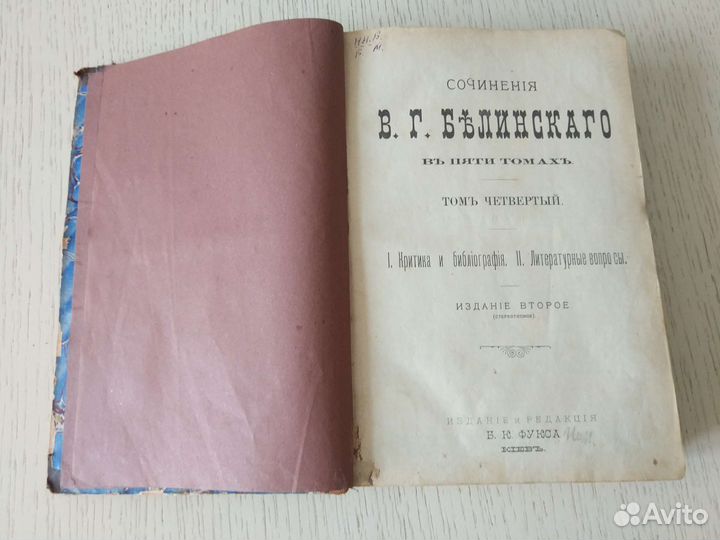 И.И.Б.
Б. М.
СОЧИНЕНІЯ
В. Г. БѢЛИНСКАГО
ВЪ ПЯТИ ТОМАХЪ.
ТОМЪ ЧЕТВЕРТЫЙ.
I. Критика и библіографія. II. Литературные вопросы.
ИЗДАНІЕ ВТОРОЕ
(СТЕРЕОТИПНОЕ).
ИЗДАНІЕ И РЕДАКЦІЯ
Б. К. ФУКСА
КІЕВЪ.
Avito